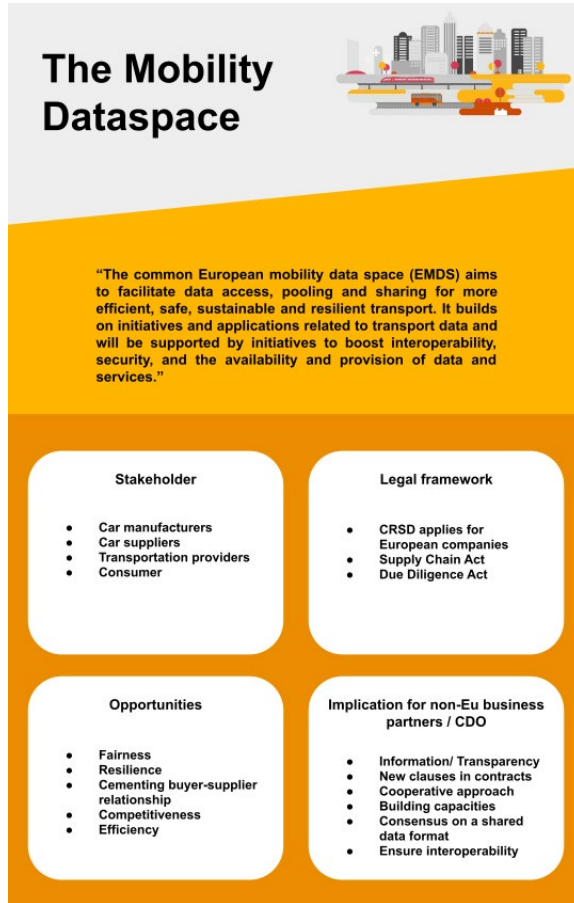 The Mobility
Dataspace
“The common European mobility data space (EMDS) aims
to facilitate data access, pooling and sharing for more
efficient, safe, sustainable and resilient transport. It builds
on initiatives and applications related to transport data and
will be supported by initiatives to boost interoperability,
security, and the availability and provision of data and
services.”
Stakeholder
● Car manufacturers
● Car suppliers
● Transportation providers
● Consumer
Legal framework
● CRSD applies for
European companies
● Supply Chain Act
● Due Diligence Act
Opportunities
● Fairness
● Resilience
● Cementing buyer-supplier
relationship
● Competitiveness
● Efficiency
Implication for non-Eu business
partners / CDO
● Information/ Transparency
● New clauses in contracts
● Cooperative approach
● Building capacities
● Consensus on a shared
data format
● Ensure interoperability